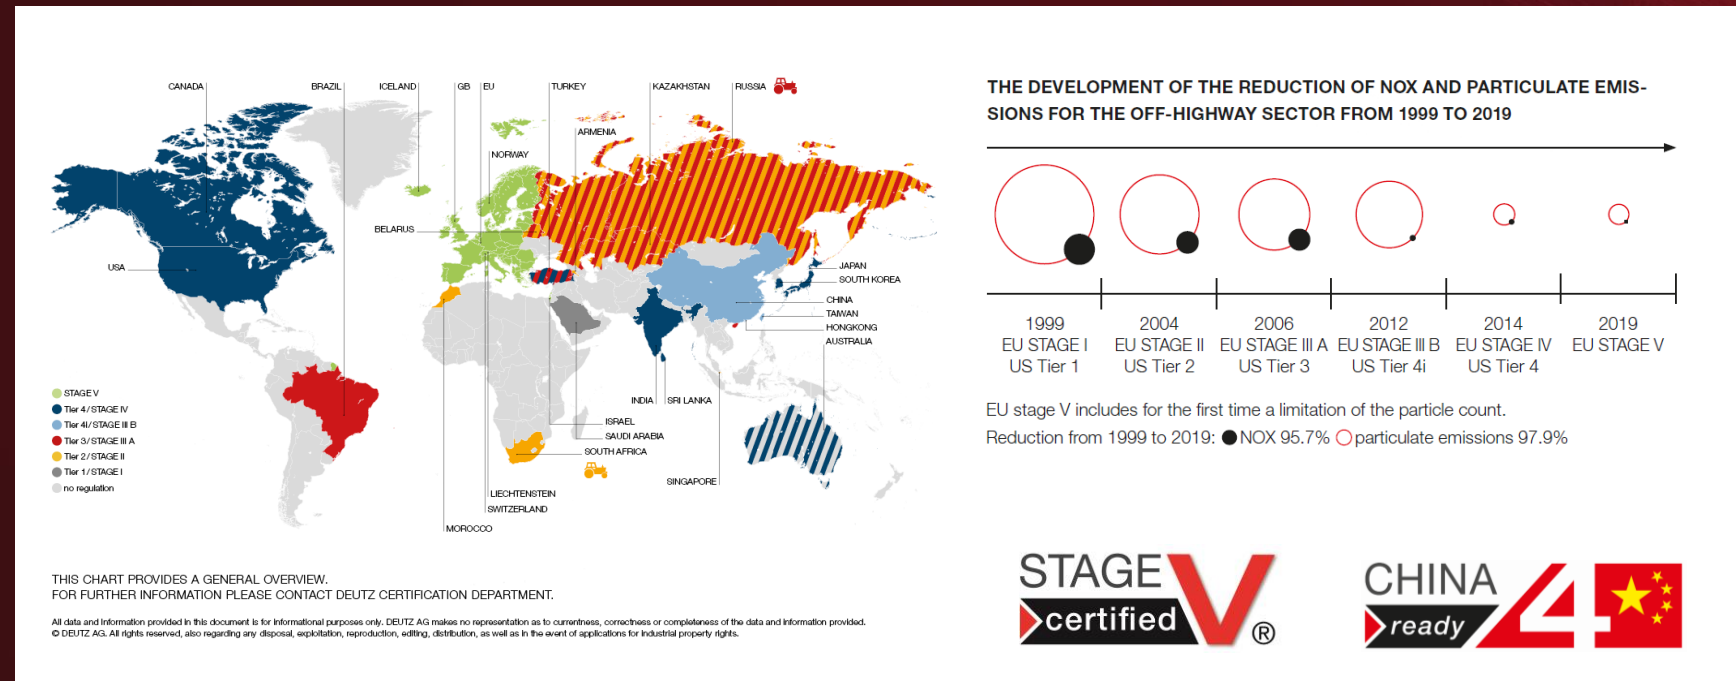 CANADA
BRAZIL
ICELAND
GB
EU
TURKEY
KAZAKHSTAN
RUSSIA
ARMENIA
NORWAY
BELARUS
USA
JAPAN
SOUTH KOREA
CHINA
TAIWAN
HONGKONG
AUSTRALIA
INDIA
SRI LANKA
ISRAEL
SAUDI ARABIA
SOUTH AFRICA
SINGAPORE
LIECHTENSTEIN
SWITZERLAND
MOROCCO
STAGE V
Tier 4 / STAGE IV
Tier 4i / STAGE III B
Tier 3 / STAGE III A
Tier 2 / STAGE II
Tier 1 / STAGE I
no regulation
THIS CHART PROVIDES A GENERAL OVERVIEW.
FOR FURTHER INFORMATION PLEASE CONTACT DEUTZ CERTIFICATION DEPARTMENT.
All data and information provided in this document is for informational purposes only. DEUTZ AG makes no representation as to currentness, correctness or completeness of the data and information provided.
© DEUTZ AG. All rights reserved, also regarding any disposal, exploitation, reproduction, editing, distribution, as well as in the event of applications for industrial property rights.
THE DEVELOPMENT OF THE REDUCTION OF NOX AND PARTICULATE EMIS-
SIONS FOR THE OFF-HIGHWAY SECTOR FROM 1999 TO 2019
1999 2004 2006 2012 2014 2019
EU STAGE I EU STAGE II EU STAGE III A EU STAGE III B EU STAGE IV EU STAGE V
US Tier 1 US Tier 2 US Tier 3 US Tier 4i US Tier 4
EU stage V includes for the first time a limitation of the particle count.
Reduction from 1999 to 2019: NOX 95.7% particulate emissions 97.9%
STAGE V
certified ®
CHINA 4
ready